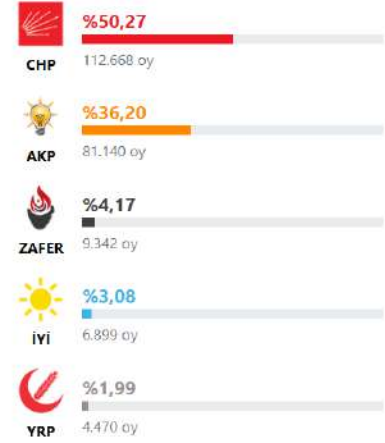 %50,27
CHP
112.668 oy
%36,20
AKP
81.140 oy
%4,17
ZAFER
9.342 oy
%3,08
İYİ
6.899 oy
%1,99
YRP
4.470 oy